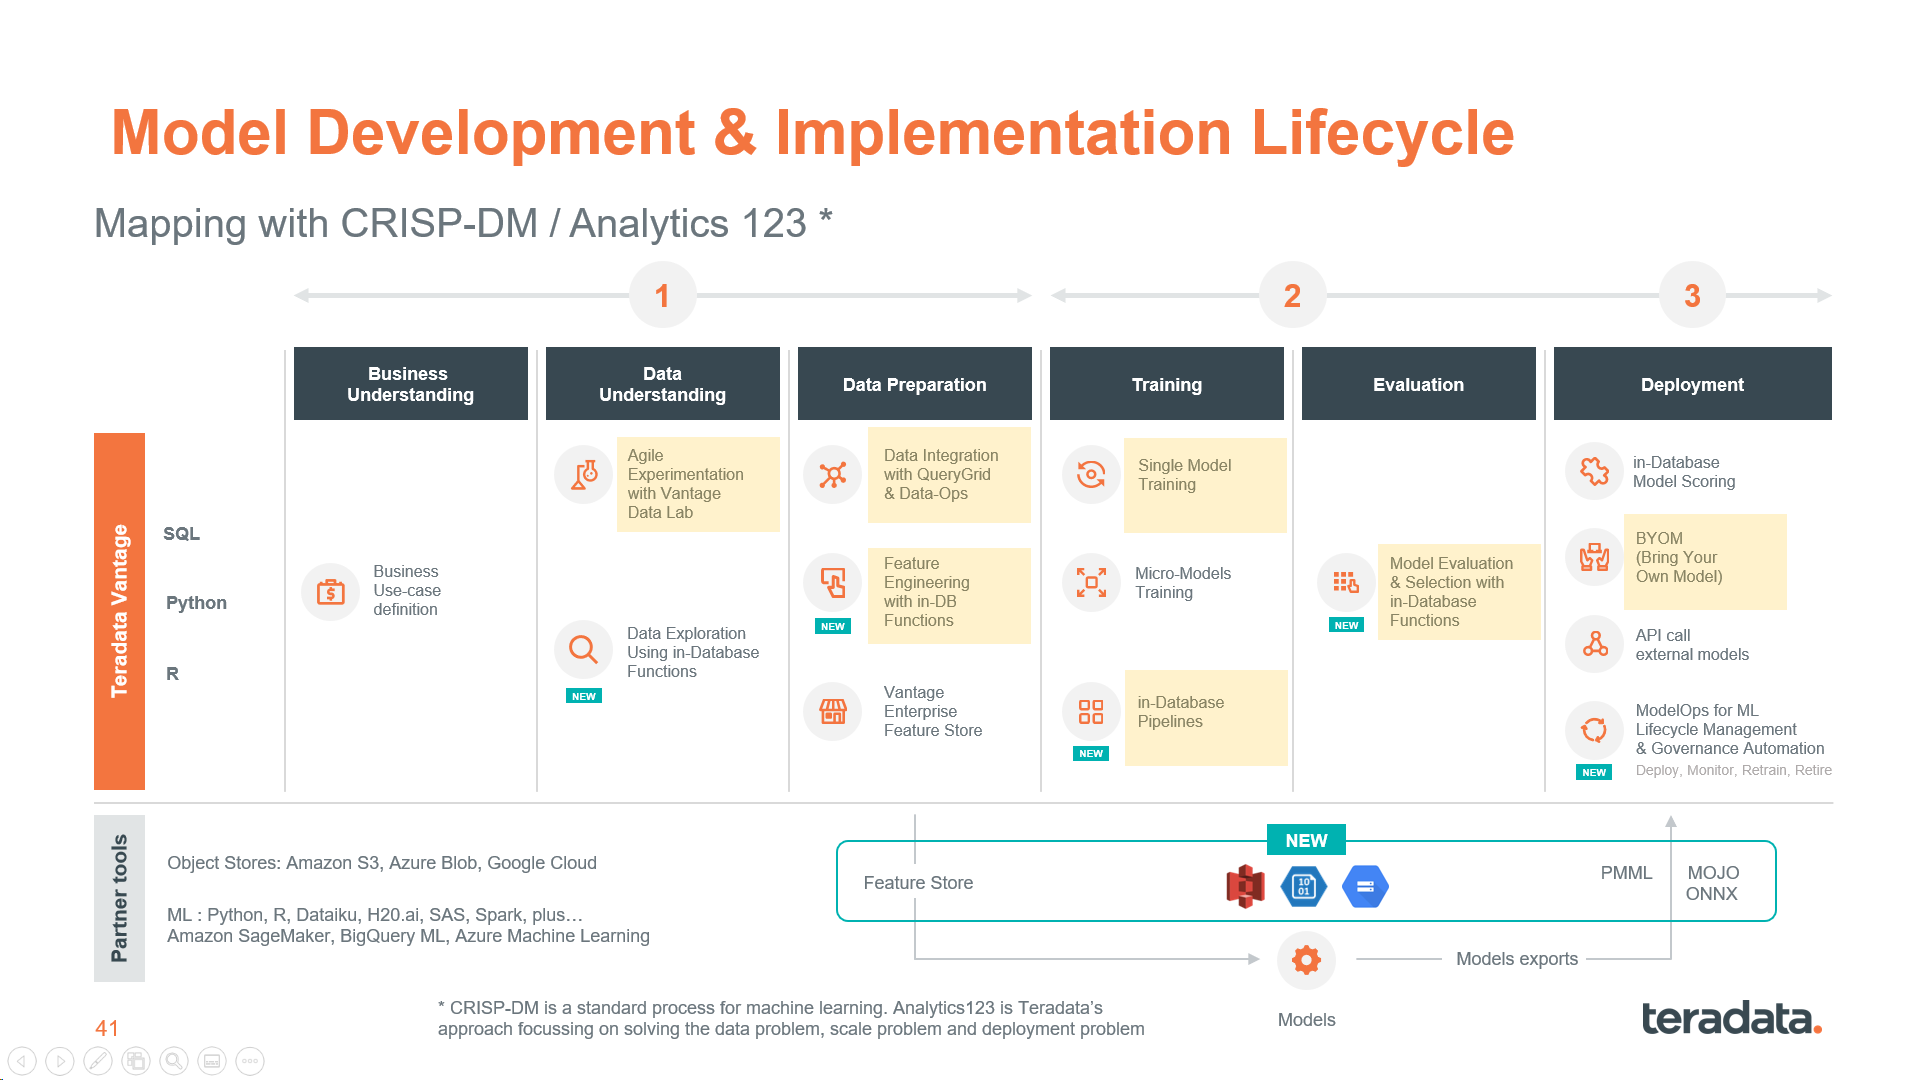 Model Development & Implementation Lifecycle
Mapping with CRISP-DM / Analytics 123 *
1
2
3
Business
Understanding
Data
Understanding
Data Preparation
Training
Evaluation
Deployment
Teradata Vantage
SQL
Python
R
Business
Use-case
definition
Agile
Experimentation
with Vantage
Data Lab
Data Exploration
Using in-Database
Functions
NEW
Data Integration
with QueryGrid
& Data-Ops
Feature
Engineering
with in-DB
Functions
NEW
Vantage
Enterprise
Feature Store
Single Model
Training
Micro-Models
Training
in-Database
Pipelines
NEW
Model Evaluation
& Selection with
in-Database
Functions
NEW
in-Database
Model Scoring
BYOM
(Bring Your
Own Model)
API call
external models
ModelOps for ML
Lifecycle Management
& Governance Automation
Deploy, Monitor, Retrain, Retire
NEW
Partner tools
Object Stores: Amazon S3, Azure Blob, Google Cloud
ML : Python, R, Dataiku, H20.ai, SAS, Spark, plus…
Amazon SageMaker, BigQuery ML, Azure Machine Learning
NEW
Feature Store
10
01
PMML
MOJO
ONNX
Models exports
Models
* CRISP-DM is a standard process for machine learning. Analytics123 is Teradata’s
approach focussing on solving the data problem, scale problem and deployment problem
41
teradata.